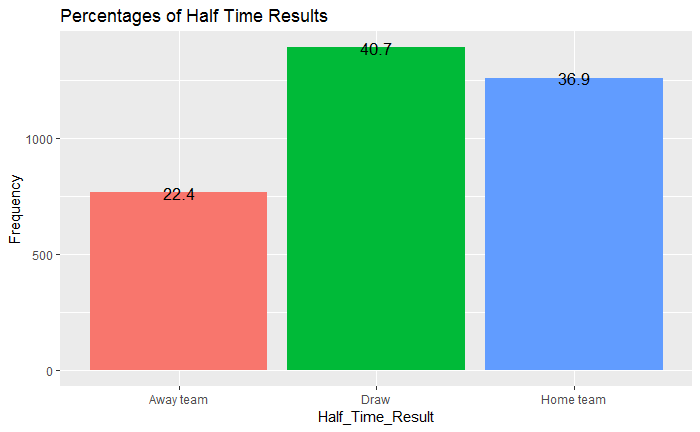 Percentages of Half Time Results
40.7
36.9
22.4
1000
500
0
Frequency
Away team
Draw
Home team
Half_Time_Result